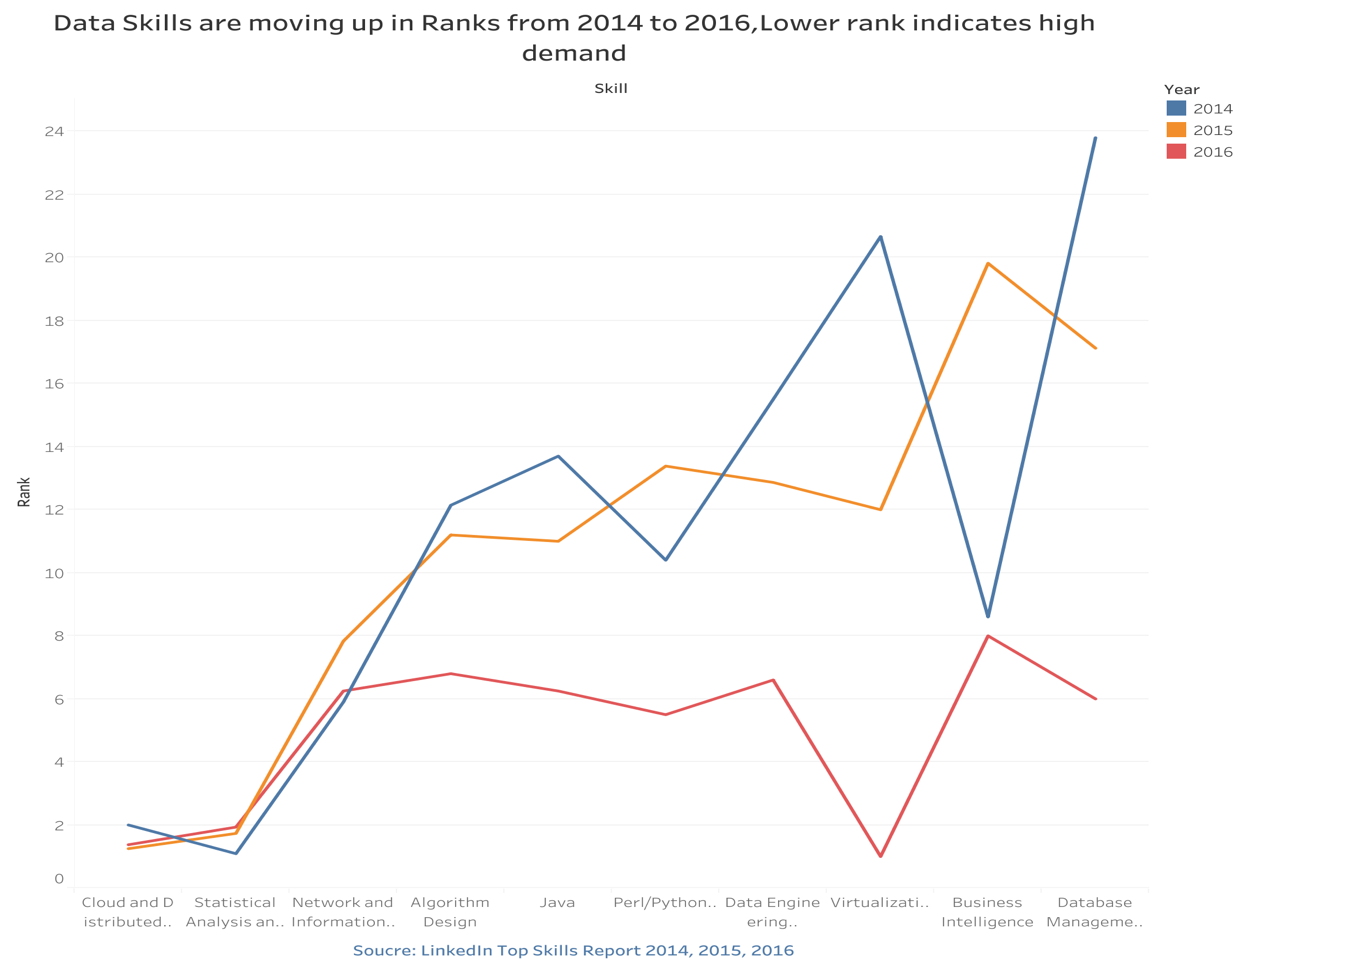 Data Skills are moving up in Ranks from 2014 to 2016,Lower rank indicates high
demand
Skill
Year
2014
2015
2016
24
22
20
18
16
14
12
10
8
6
4
2
0
Rank
Cloud and D
istributed..
Statistical
Analysis an..
Network and
Information..
Algorithm
Design
Java
Perl/Python..
Data Engine
ering..
Virtualizati..
Business
Intelligence
Database
Manageme..
Soucre: LinkedIn Top Skills Report 2014, 2015, 2016